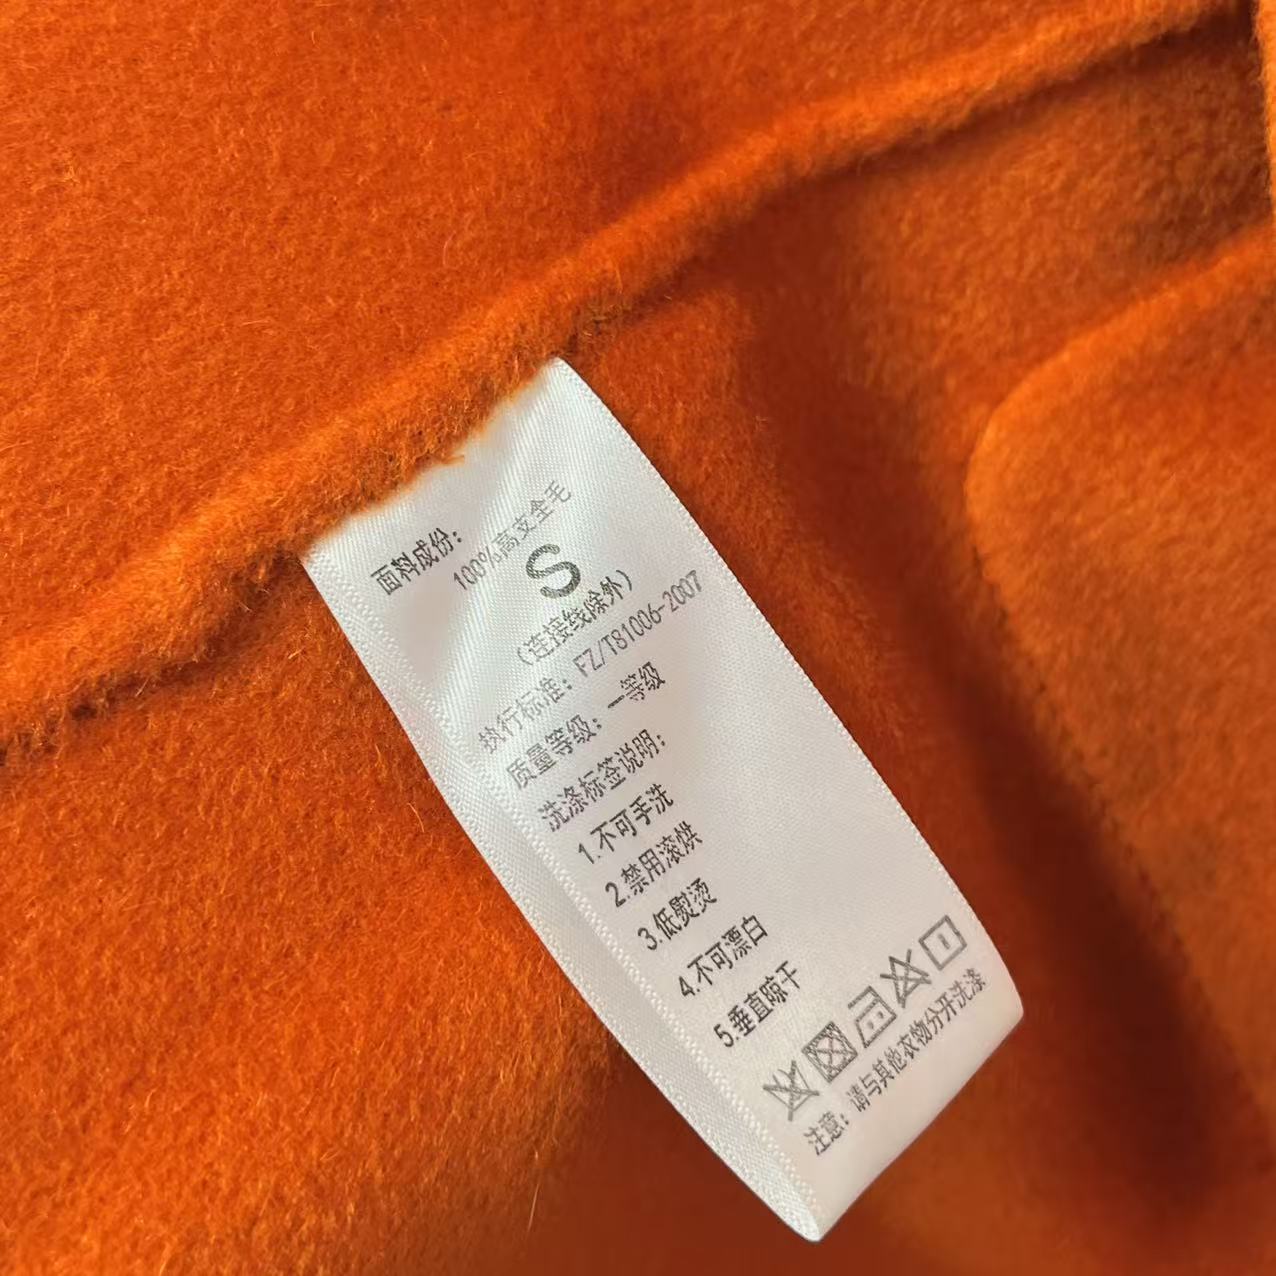 面料成份：
100%高支全毛
S
（连接线除外）
执行标准：FZ/T81006-2007
质量等级：一等级
洗涤标签说明：
1.不可手洗
2.禁用滚烘
3.低熨烫
4.不可漂白
5.垂直晾干
注意：请与其他衣物分开洗涤